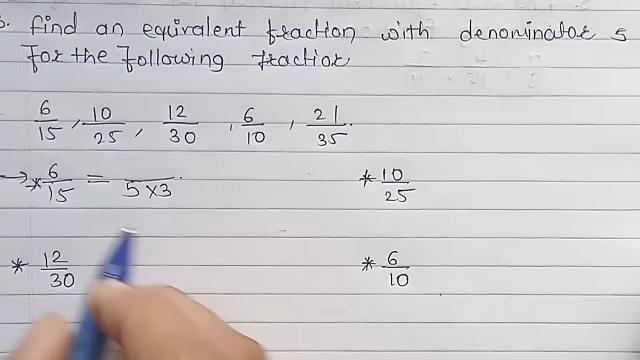 3. Find an equivalent fraction with denominator 5
For the Following Fraction
6/15, 10/25, 12/30, 6/10, 21/35.
→ * 6/15 = /5×3 * 10/25
* 12/30 * 6/10